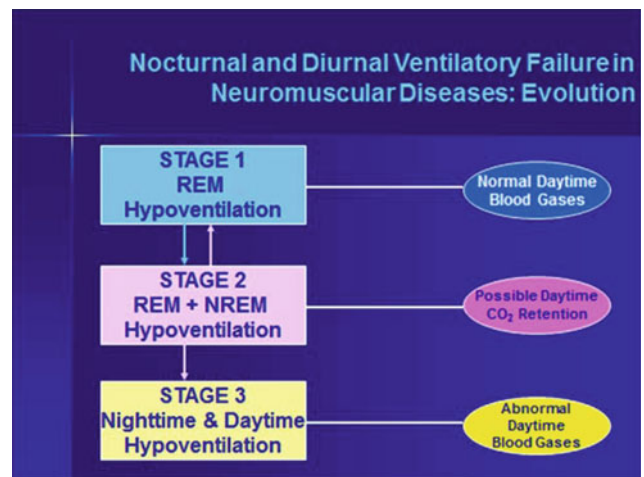 Nocturnal and Diurnal Ventilatory Failure in
Neuromuscular Diseases: Evolution
STAGE 1
REM
Hypoventilation
Normal Daytime
Blood Gases
STAGE 2
REM + NREM
Hypoventilation
Possible Daytime
CO₂ Retention
STAGE 3
Nighttime & Daytime
Hypoventilation
Abnormal
Daytime
Blood Gases